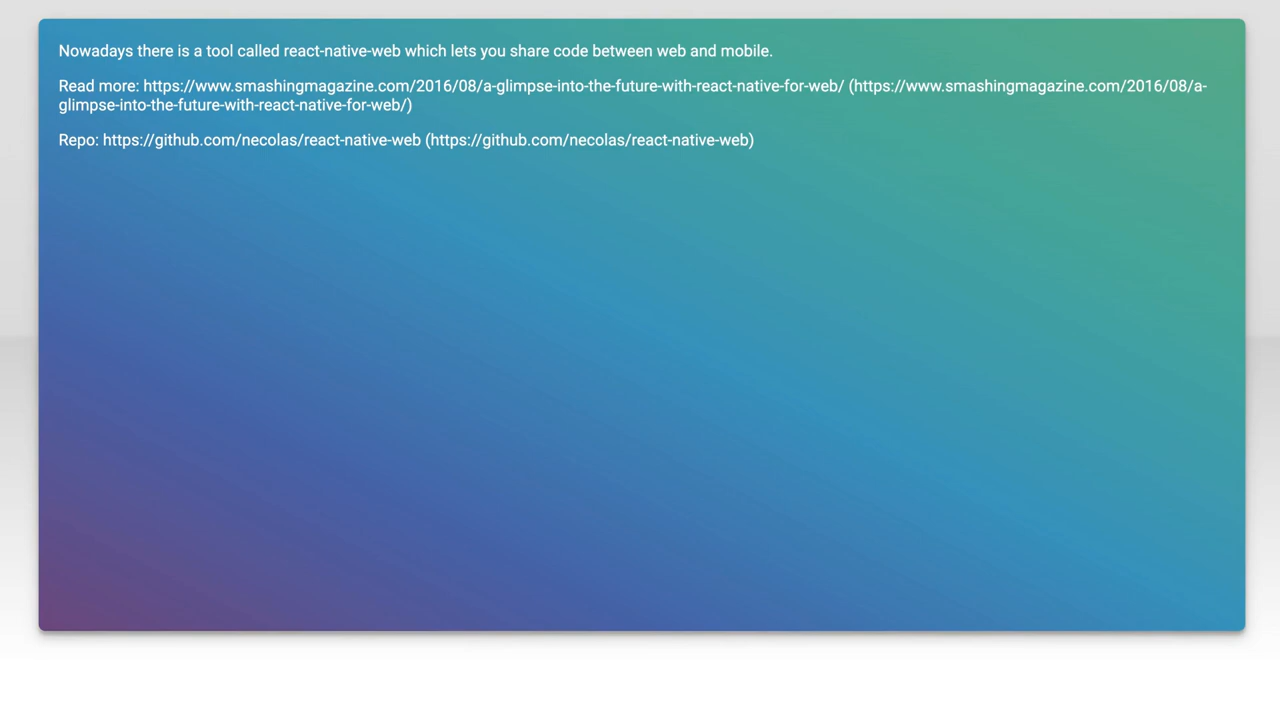 Nowadays there is a tool called react-native-web which lets you share code between web and mobile.
Read more: https://www.smashingmagazine.com/2016/08/a-glimpse-into-the-future-with-react-native-for-web/ (https://www.smashingmagazine.com/2016/08/a-
glimpse-into-the-future-with-react-native-for-web/)
Repo: https://github.com/necolas/react-native-web (https://github.com/necolas/react-native-web)